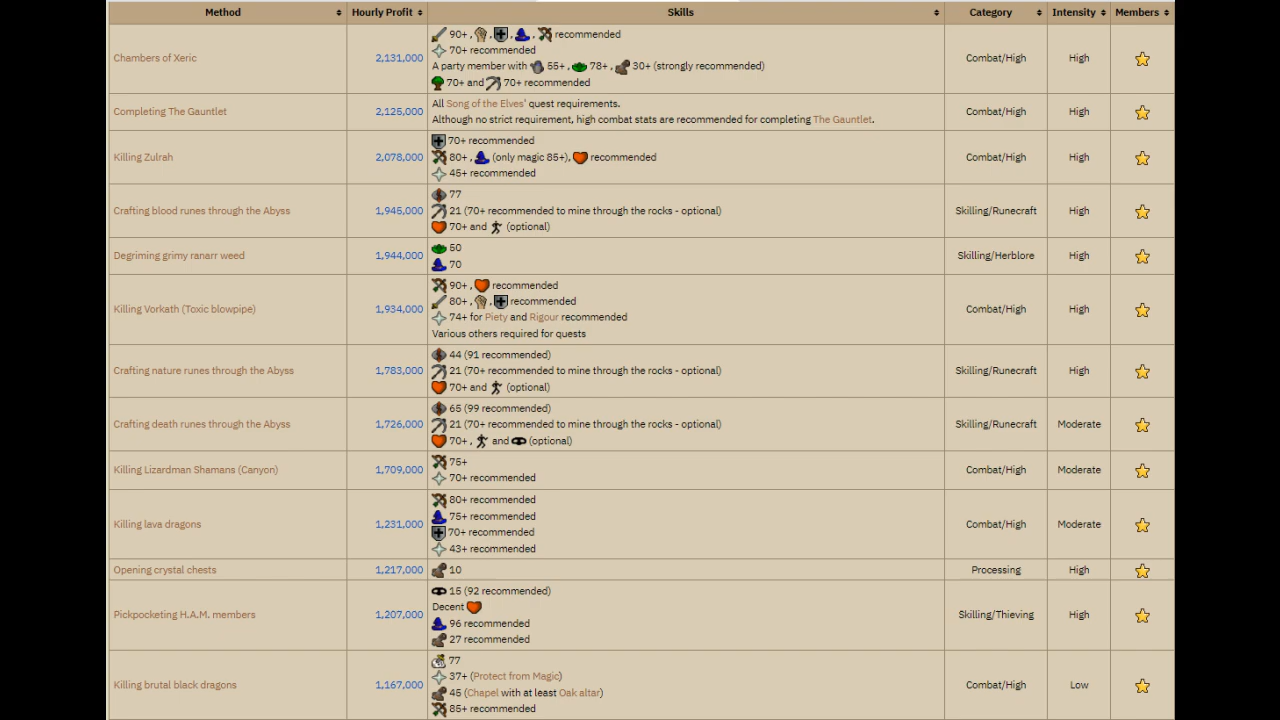 Method Hourly Profit Skills Category Intensity Members
Chambers of Xeric 2,131,000 Combat/High High
90+ , , , , recommended
70+ recommended
A party member with 55+ , 78+ , 30+ (strongly recommended)
70+ and 70+ recommended
Completing The Gauntlet 2,125,000 Combat/High High
All Song of the Elves' quest requirements.
Although no strict requirement, high combat stats are recommended for completing The Gauntlet.
Killing Zulrah 2,078,000 Combat/High High
70+ recommended
80+ , (only magic 85+), recommended
45+ recommended
Crafting blood runes through the Abyss 1,945,000 Skilling/Runecraft High
77
21 (70+ recommended to mine through the rocks - optional)
70+ and (optional)
Degriming grimy ranarr weed 1,944,000 Skilling/Herblore High
50
70
Killing Vorkath (Toxic blowpipe) 1,934,000 Combat/High High
90+ , recommended
80+ , , recommended
74+ for Piety and Rigour recommended
Various others required for quests
Crafting nature runes through the Abyss 1,783,000 Skilling/Runecraft High
44 (91 recommended)
21 (70+ recommended to mine through the rocks - optional)
70+ and (optional)
Crafting death runes through the Abyss 1,726,000 Skilling/Runecraft Moderate
65 (99 recommended)
21 (70+ recommended to mine through the rocks - optional)
70+ , and (optional)
Killing Lizardman Shamans (Canyon) 1,709,000 Combat/High Moderate
75+
70+ recommended
Killing lava dragons 1,231,000 Combat/High Moderate
80+ recommended
75+ recommended
70+ recommended
43+ recommended
Opening crystal chests 1,217,000 10 Processing High
Pickpocketing H.A.M. members 1,207,000 Skilling/Thieving High
15 (92 recommended)
Decent
96 recommended
27 recommended
Killing brutal black dragons 1,167,000 Combat/High Low
77
37+ (Protect from Magic)
45 (Chapel with at least Oak altar)
85+ recommended